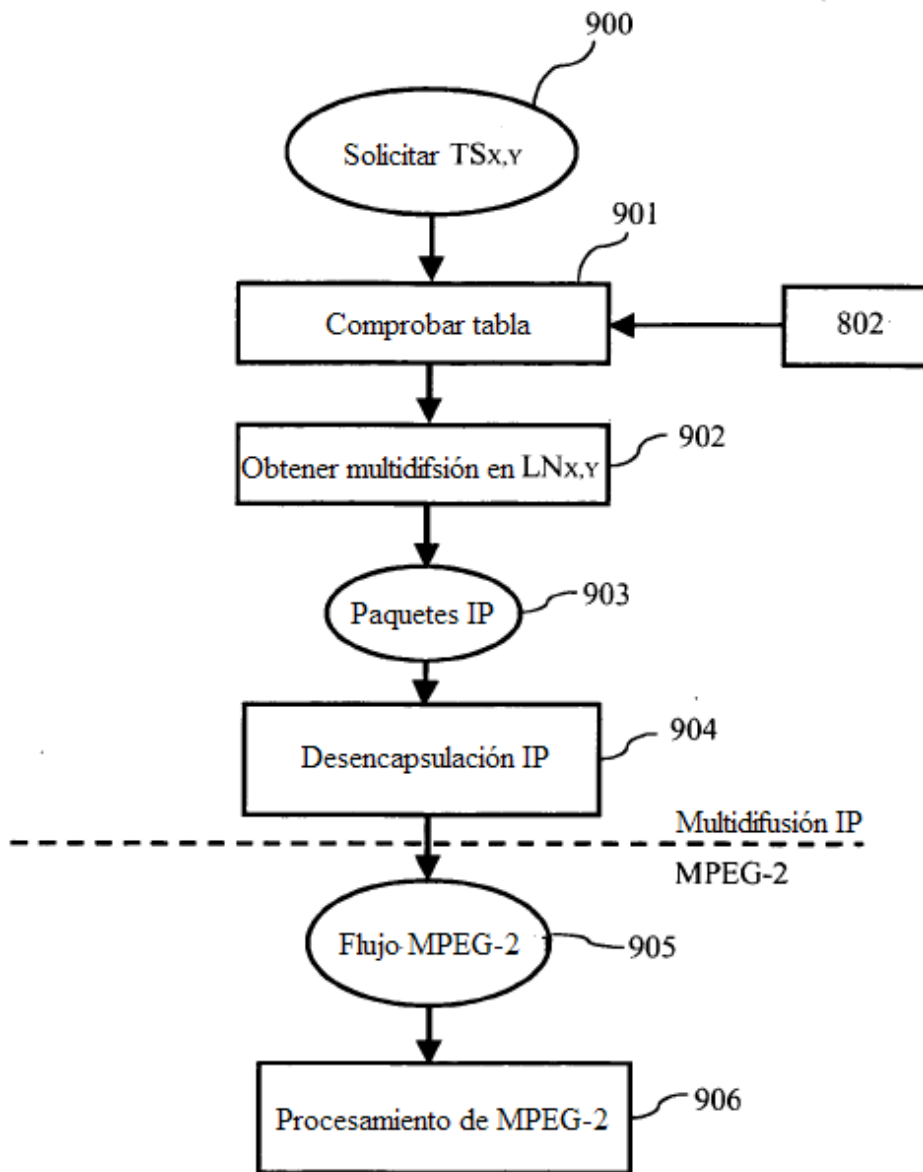 900
Solicitar TSX,Y
901
Comprobar tabla
802
902
Obtener multidifsión en LNX,Y
903
Paquetes IP
904
Desencapsulación IP
Multidifusión IP
MPEG-2
Flujo MPEG-2
905
906
Procesamiento de MPEG-2